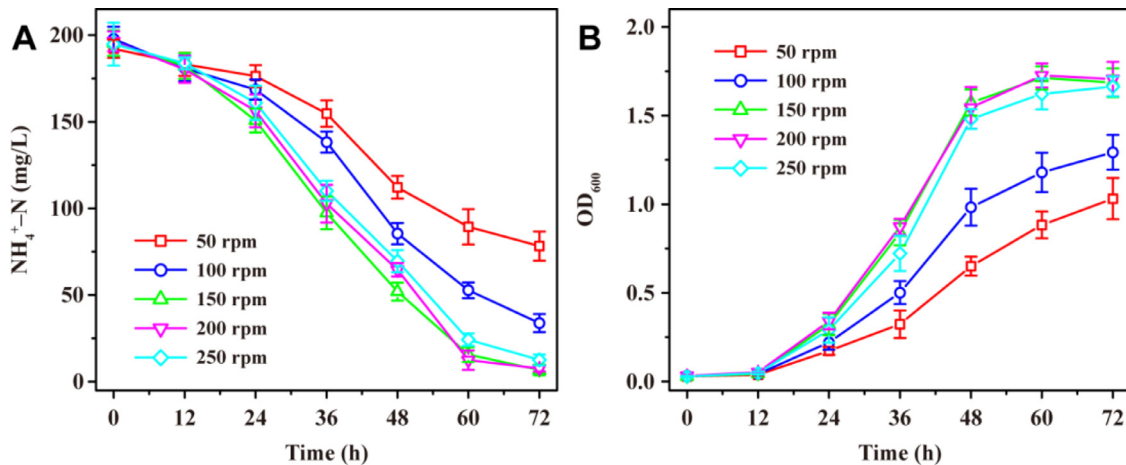 A
NH₄⁺–N (mg/L)
200
150
100
50
0
50 rpm
100 rpm
150 rpm
200 rpm
250 rpm
0 12 24 36 48 60 72
Time (h)
B
OD₆₀₀
2.0
1.5
1.0
0.5
0.0
50 rpm
100 rpm
150 rpm
200 rpm
250 rpm
0 12 24 36 48 60 72
Time (h)